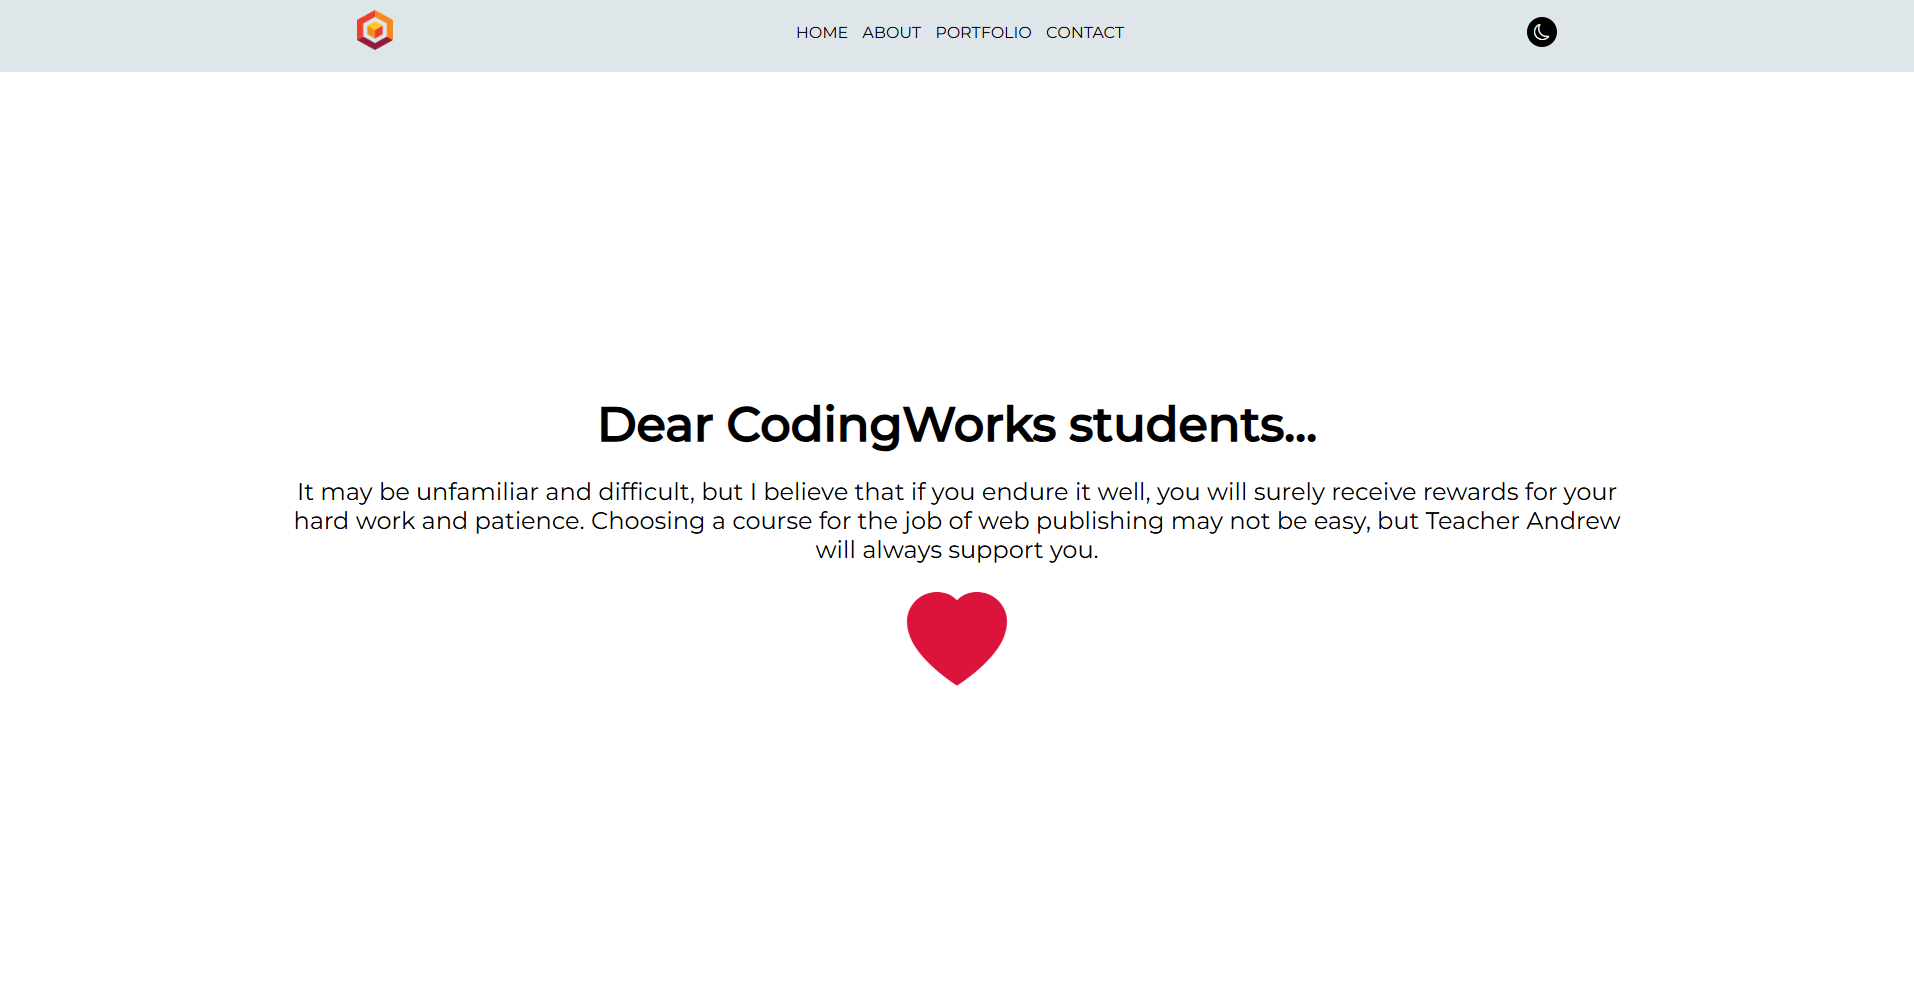 HOME ABOUT PORTFOLIO CONTACT
Dear CodingWorks students...
It may be unfamiliar and difficult, but I believe that if you endure it well, you will surely receive rewards for your
hard work and patience. Choosing a course for the job of web publishing may not be easy, but Teacher Andrew
will always support you.